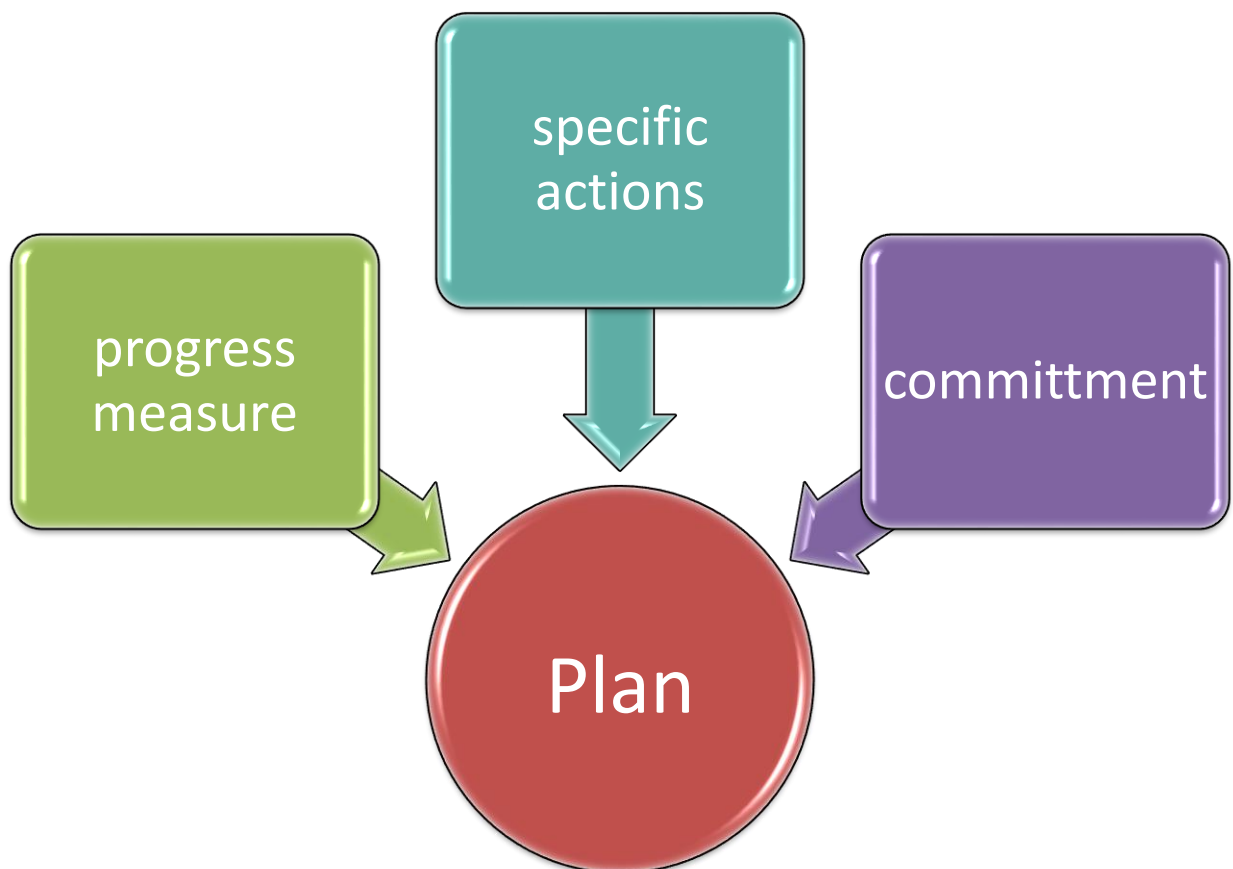 specific
actions
progress
measure
committment
Plan